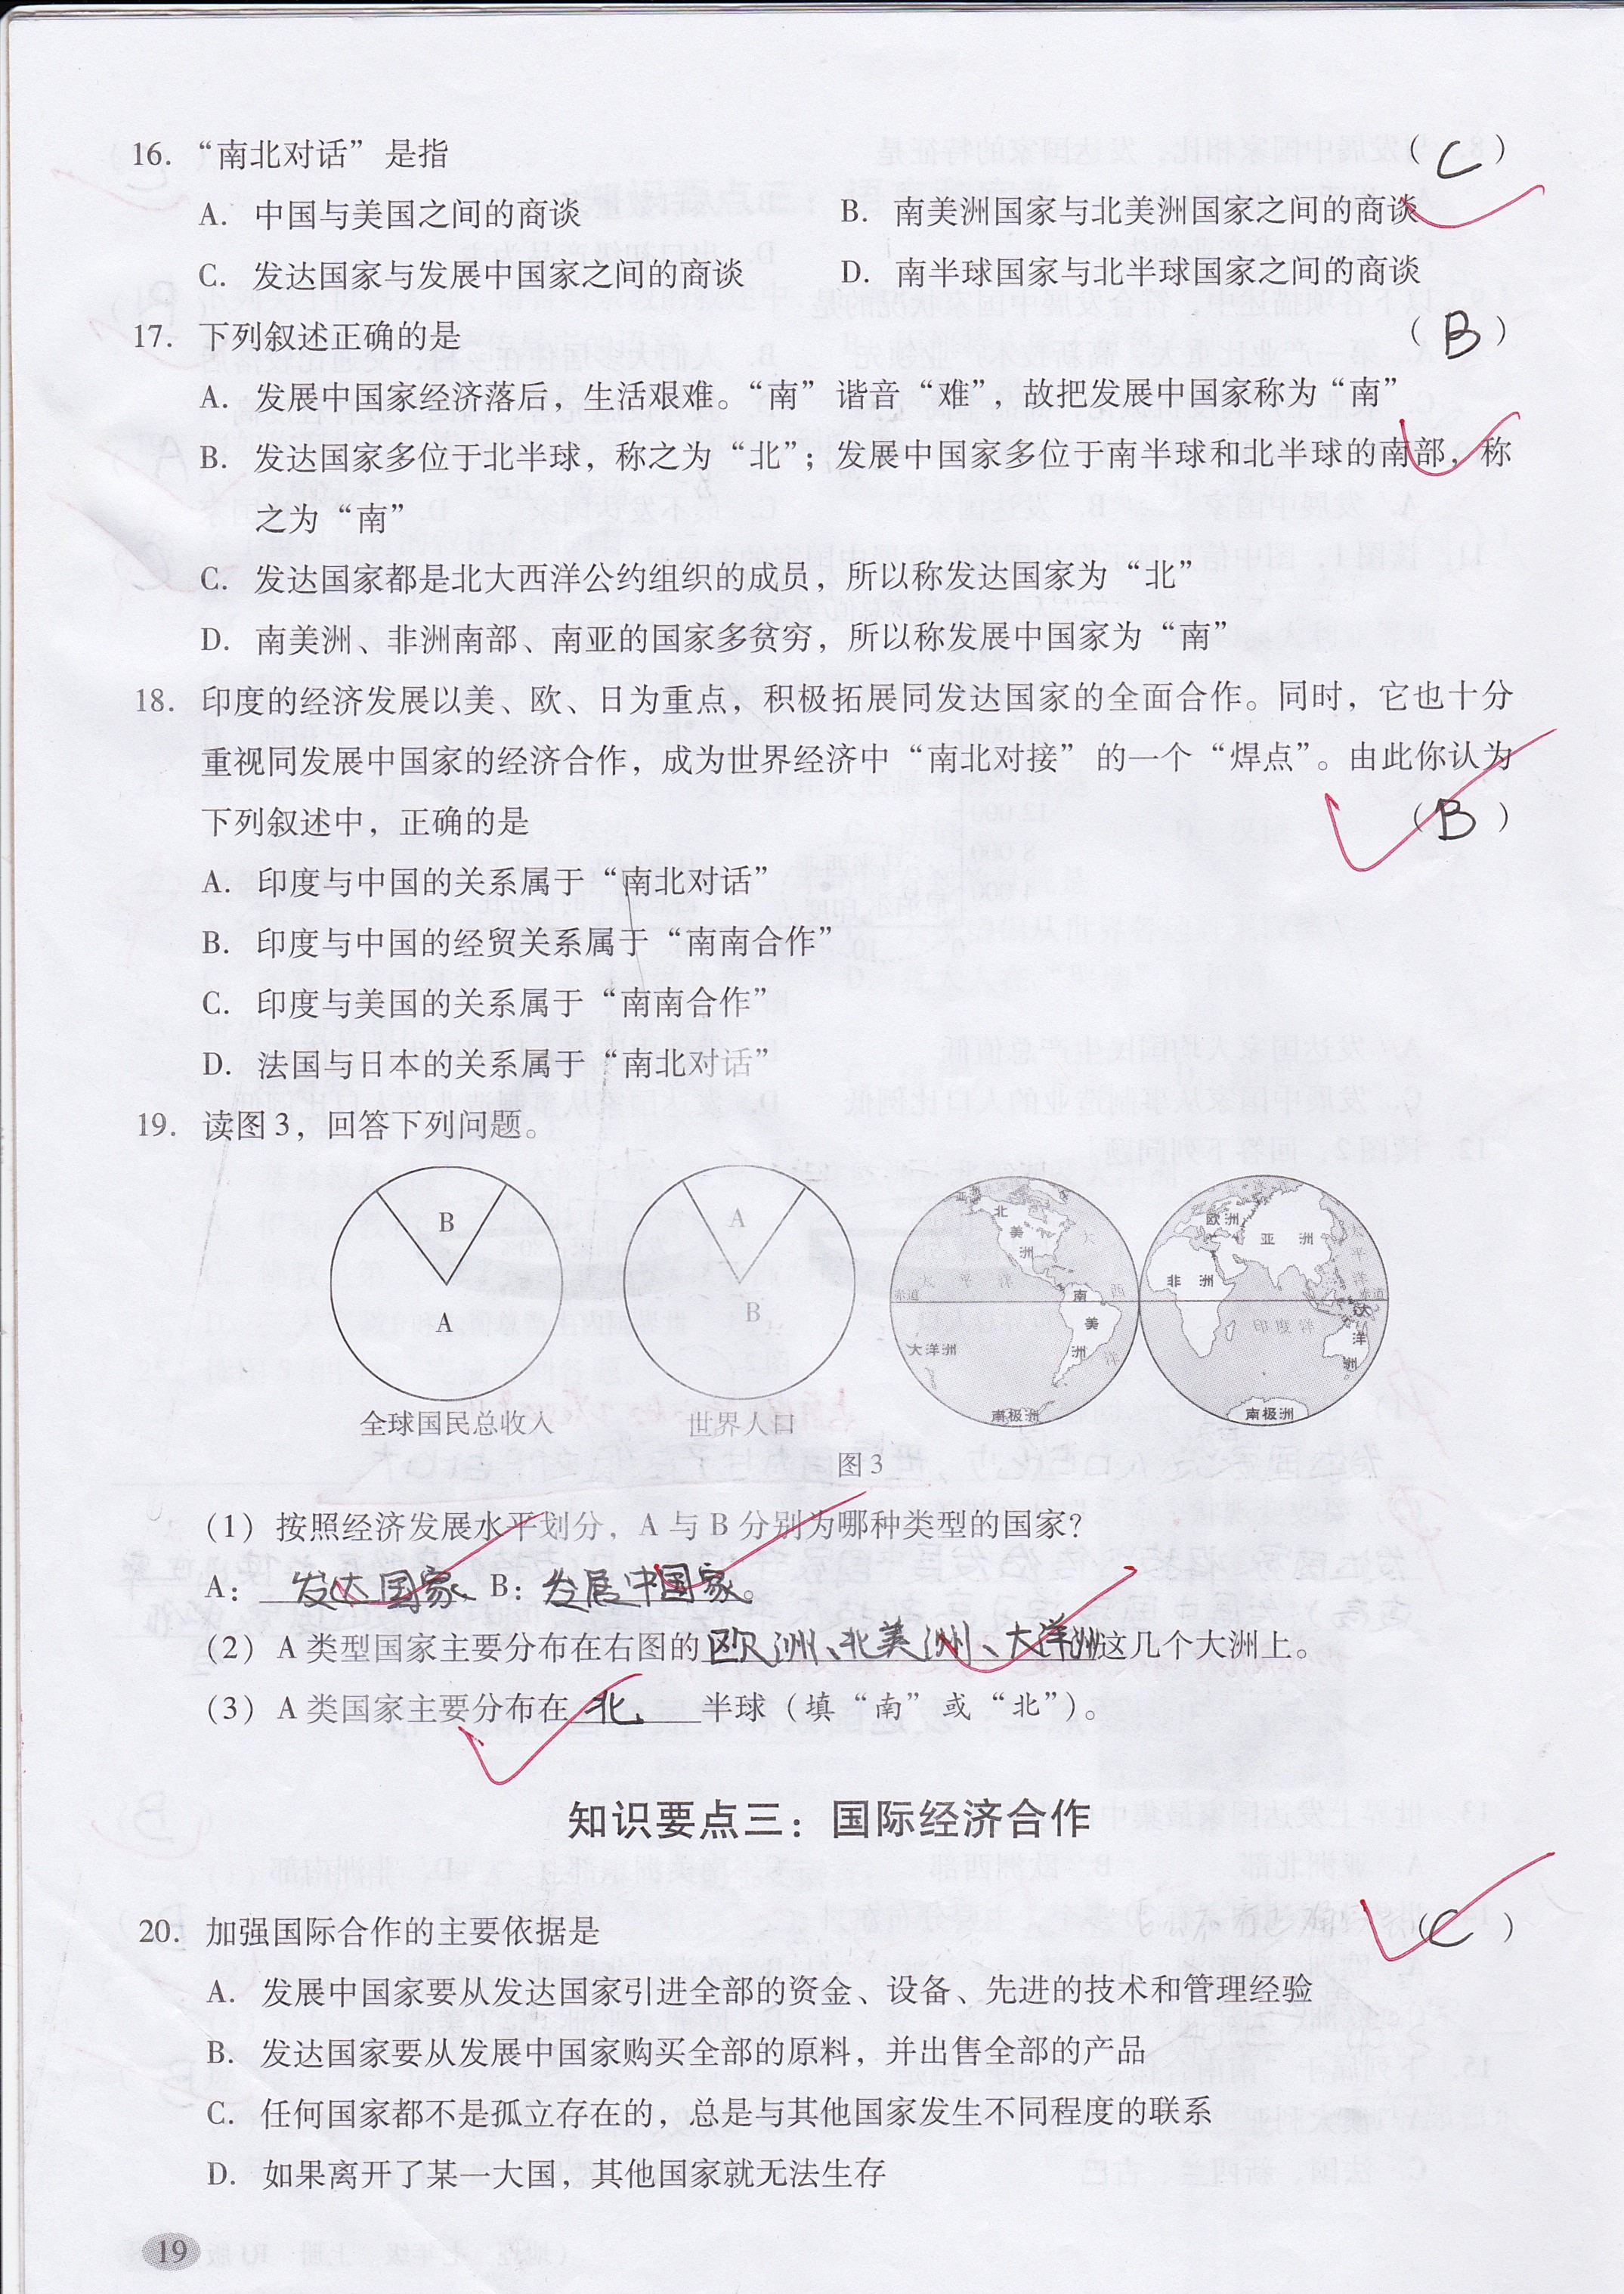 16. “南北对话” 是指 (C)
A. 中国与美国之间的商谈 B. 南美洲国家与北美洲国家之间的商谈
C. 发达国家与发展中国家之间的商谈 D. 南半球国家与北半球国家之间的商谈
17. 下列叙述正确的是 (B)
A. 发展中国家经济落后，生活艰难。“南” 谐音 “难”，故把发展中国家称为 “南”
B. 发达国家多位于北半球，称之为 “北”；发展中国家多位于南半球和北半球的南部，称
之为 “南”
C. 发达国家都是北大西洋公约组织的成员，所以称发达国家为 “北”
D. 南美洲、非洲南部、南亚的国家多贫穷，所以称发展中国家为 “南”
18. 印度的经济发展以美、欧、日为重点，积极拓展同发达国家的全面合作。同时，它也十分
重视同发展中国家的经济合作，成为世界经济中 “南北对接” 的一个 “焊点”。由此你认为
下列叙述中，正确的是 (B)
A. 印度与中国的关系属于 “南北对话”
B. 印度与中国的经贸关系属于 “南南合作”
C. 印度与美国的关系属于 “南南合作”
D. 法国与日本的关系属于 “南北对话”
19. 读图 3，回答下列问题。
B
A
全球国民总收入
A
B
世界人口
亚洲
北美洲
大西洋
太平洋
赤道
南美洲
大洋洲
南极洲
欧洲
亚洲
太平洋
非洲
赤道
印度洋
大洋洲
南极洲
图 3
(1) 按照经济发展水平划分，A 与 B 分别为哪种类型的国家？
A: 发达国家、B: 发展中国家。
(2) A 类型国家主要分布在右图的欧洲、北美洲、大洋洲这几个大洲上。
(3) A 类国家主要分布在 北 半球（填 “南” 或 “北”）。
知识要点三：国际经济合作
20. 加强国际合作的主要依据是 (C)
A. 发展中国家要从发达国家引进全部的资金、设备、先进的技术和管理经验
B. 发达国家要从发展中国家购买全部的原料，并出售全部的产品
C. 任何国家都不是孤立存在的，总是与其他国家发生不同程度的联系
D. 如果离开了某一大国，其他国家就无法生存
19